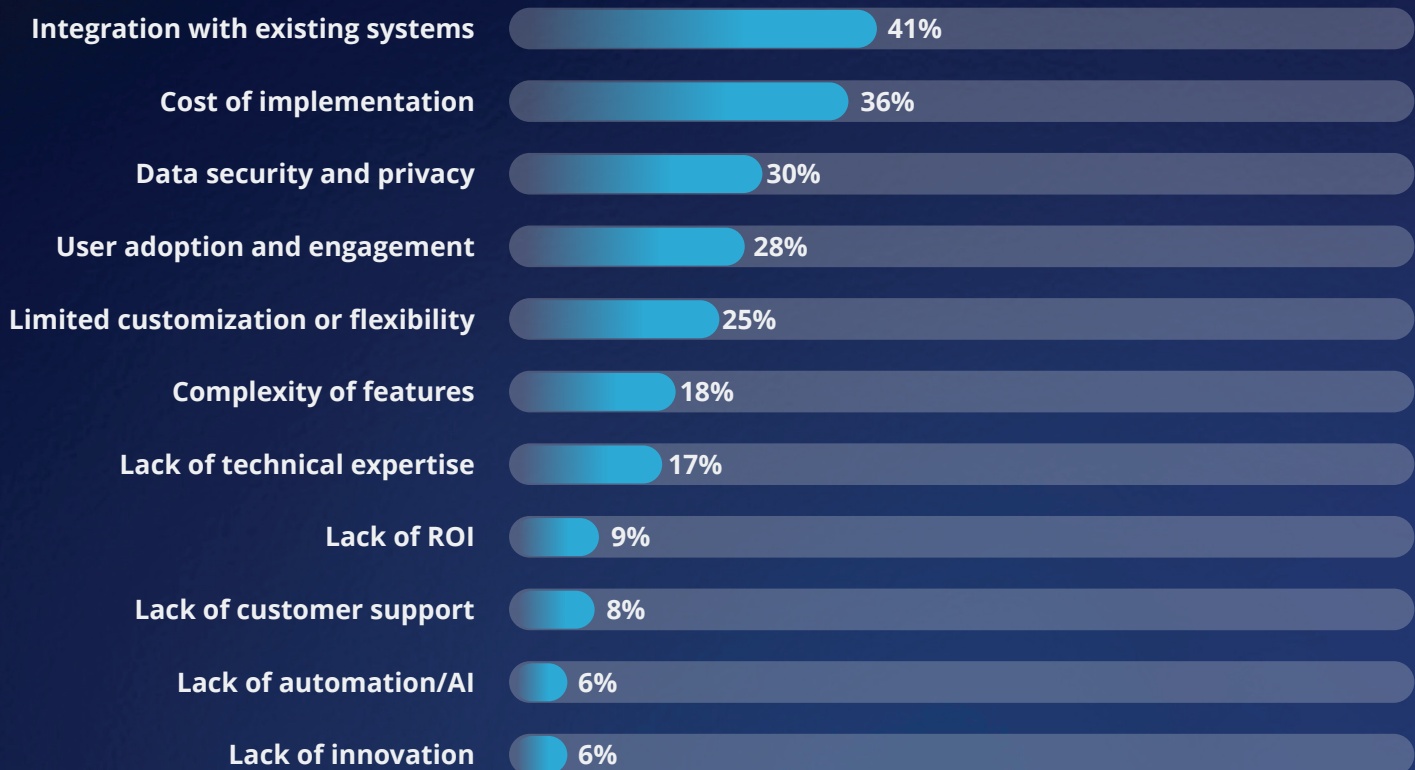 Integration with existing systems 41%
Cost of implementation 36%
Data security and privacy 30%
User adoption and engagement 28%
Limited customization or flexibility 25%
Complexity of features 18%
Lack of technical expertise 17%
Lack of ROI 9%
Lack of customer support 8%
Lack of automation/AI 6%
Lack of innovation 6%